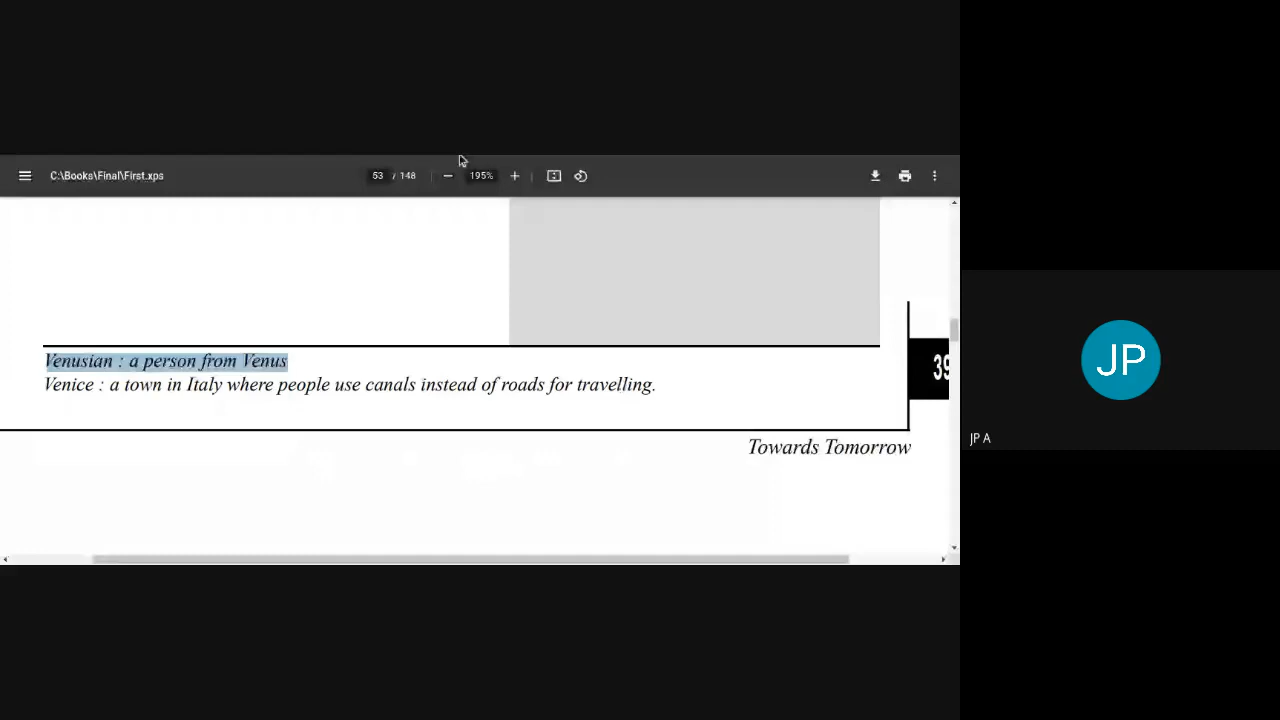 C:\Books\Final\First.xps
53 / 148
195%
Venusian : a person from Venus
Venice : a town in Italy where people use canals instead of roads for travelling.
39
Towards Tomorrow
JP
JP A